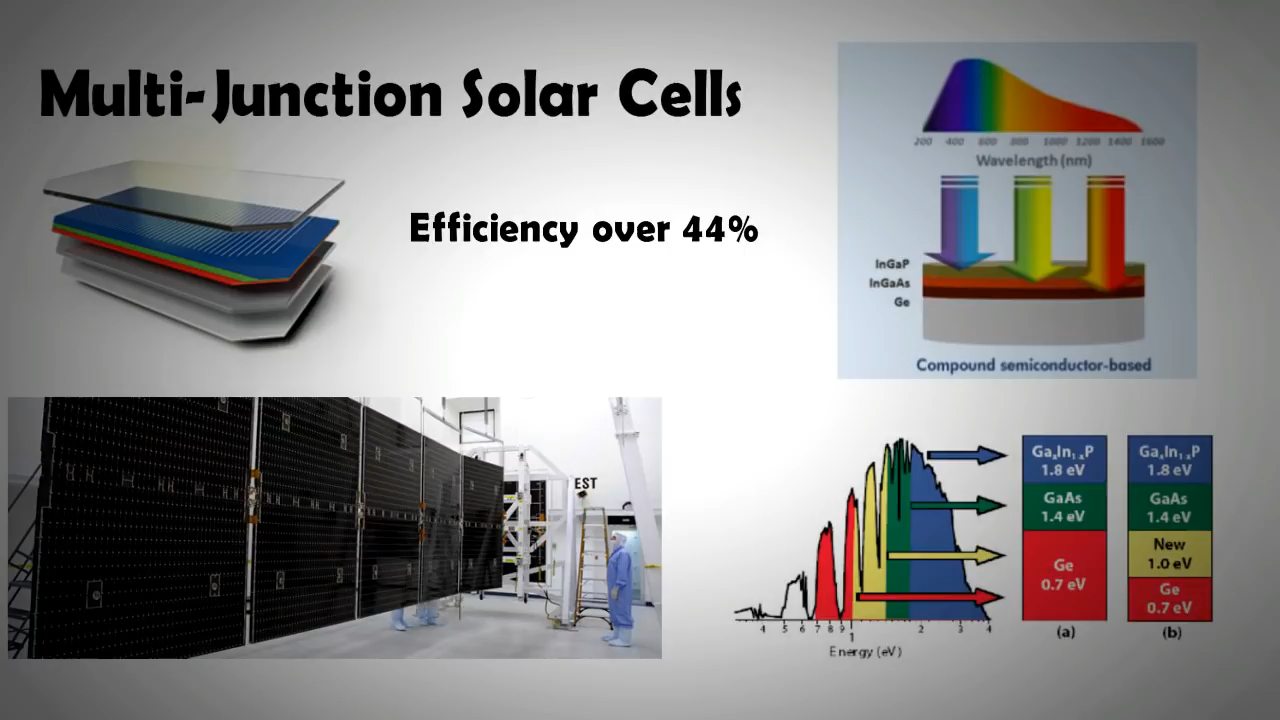 Multi-Junction Solar Cells
Efficiency over 44%
200 400 600 800 1000 1200 1400 1600
Wavelength (nm)
InGaP
InGaAs
Ge
Compound semiconductor-based
EST
4 5 6 7 8 9 1 2 3 4
Energy (eV)
GaₓIn₁₋ₓP
1.8 eV
GaAs
1.4 eV
Ge
0.7 eV
(a)
GaₓIn₁₋ₓP
1.8 eV
GaAs
1.4 eV
New
1.0 eV
Ge
0.7 eV
(b)